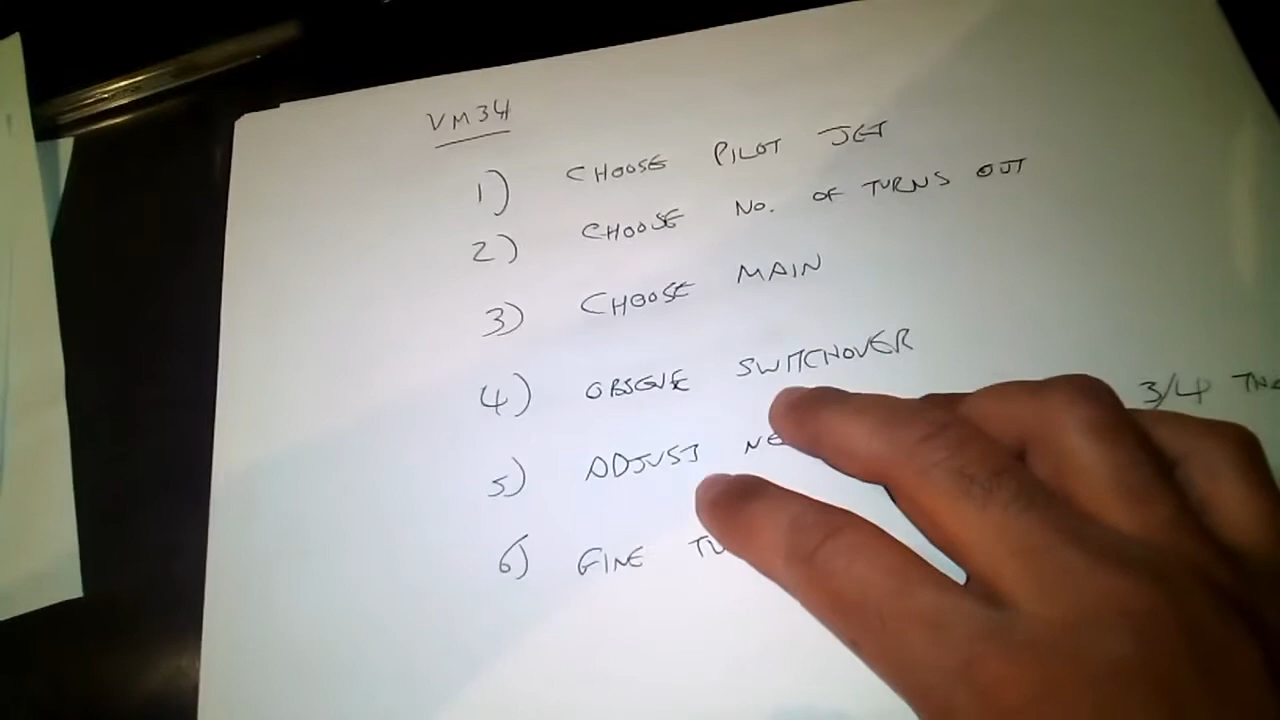 VM34
1) CHOOSE PILOT JET
2) CHOOSE No. OF TURNS OUT
3) CHOOSE MAIN
4) OBSERVE SWITCHOVER
3/4
5) ADJUST
6) FINE